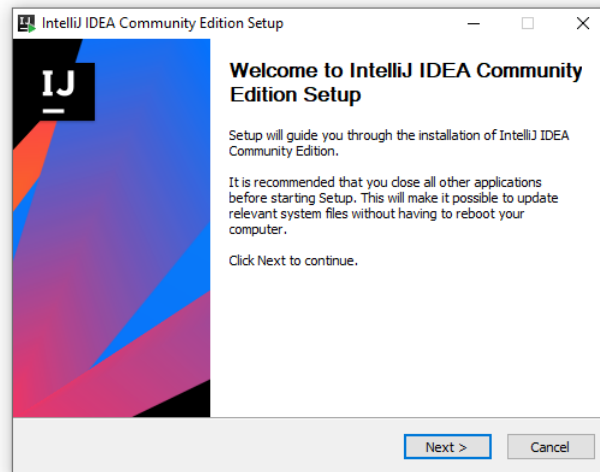 IntelliJ IDEA Community Edition Setup
IJ
Welcome to IntelliJ IDEA Community
Edition Setup
Setup will guide you through the installation of IntelliJ IDEA
Community Edition.
It is recommended that you close all other applications
before starting Setup. This will make it possible to update
relevant system files without having to reboot your
computer.
Click Next to continue.
Next >
Cancel